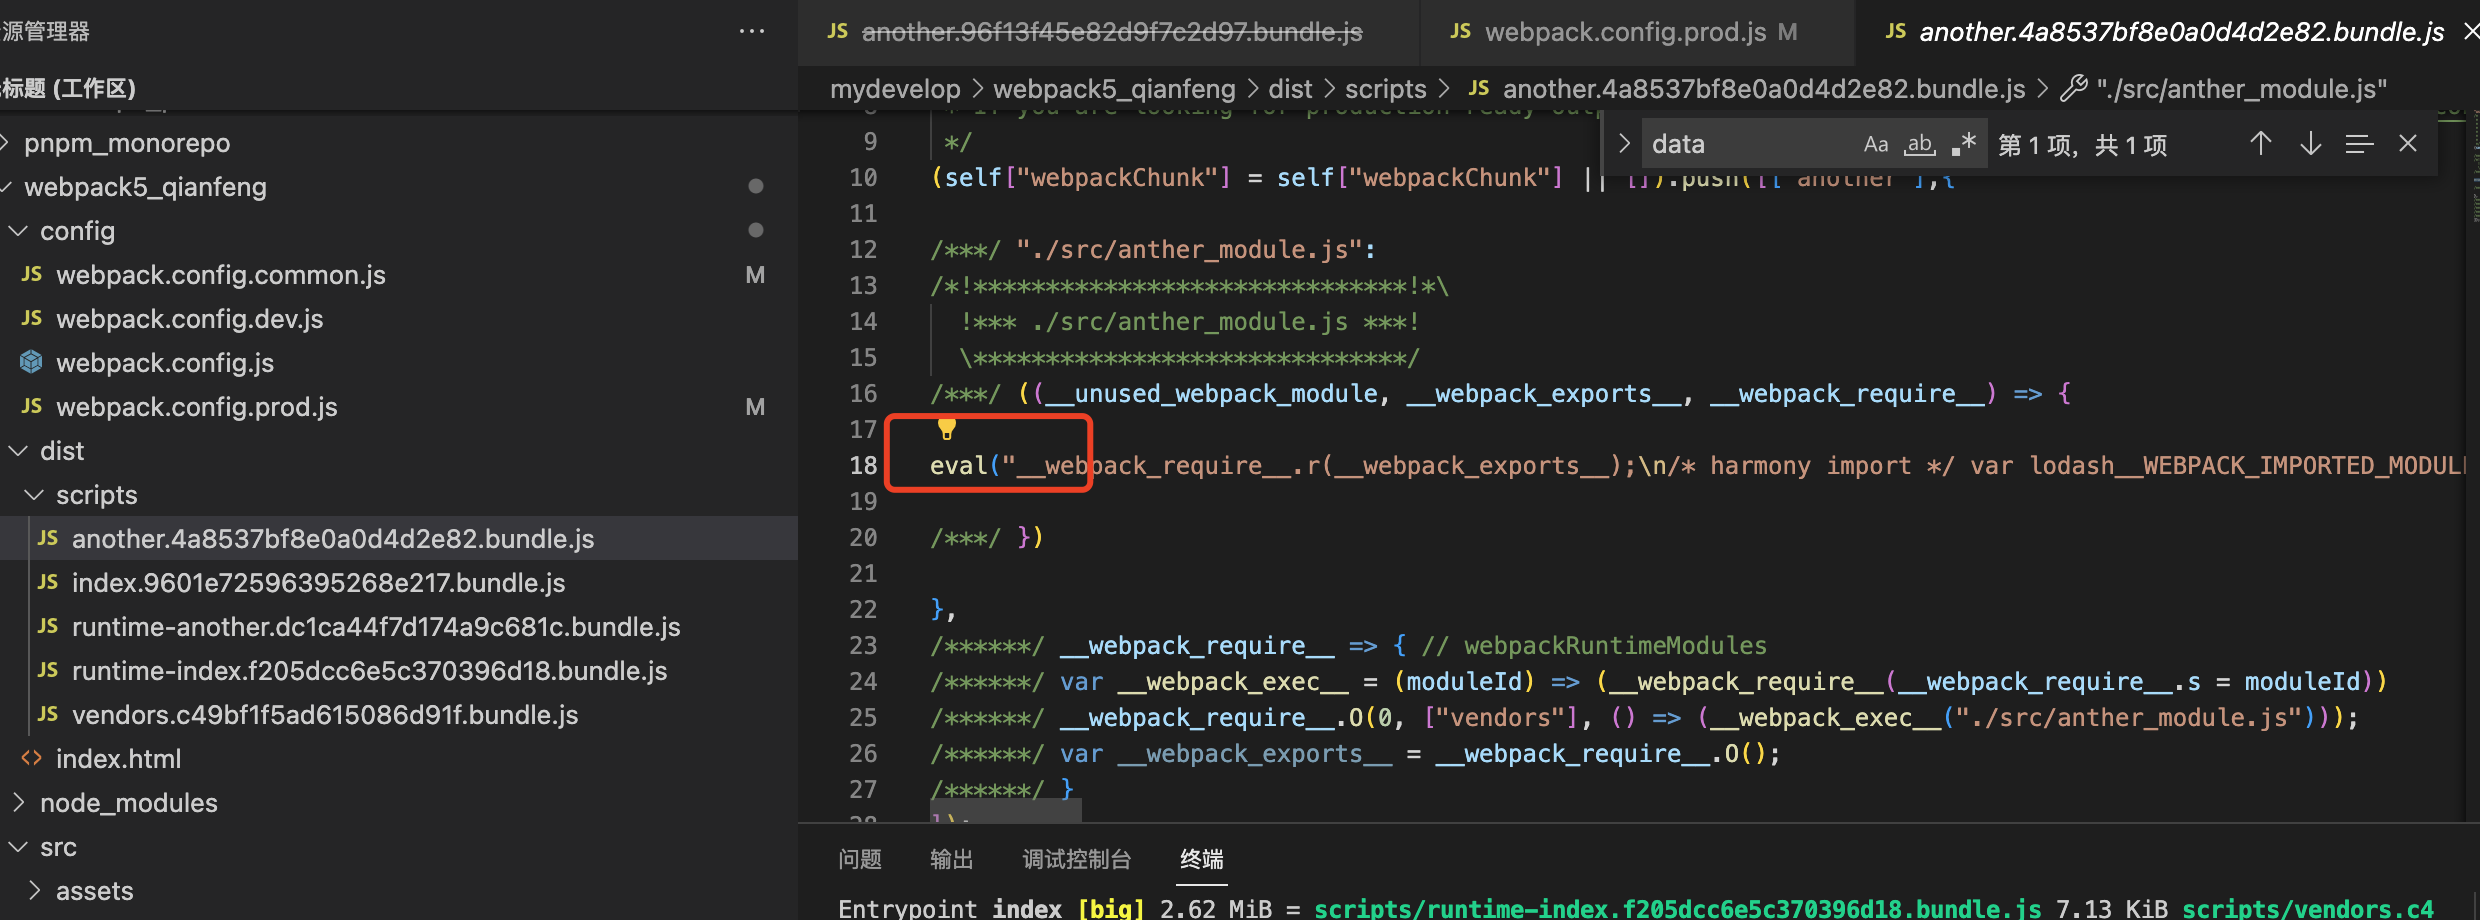 源管理器
标题 (工作区)
pnpm_monorepo
webpack5_qianfeng
config
JS webpack.config.common.js M
JS webpack.config.dev.js
webpack.config.js
JS webpack.config.prod.js M
dist
scripts
JS another.4a8537bf8e0a0d4d2e82.bundle.js
JS index.9601e72596395268e217.bundle.js
JS runtime-another.dc1ca44f7d174a9c681c.bundle.js
JS runtime-index.f205dcc6e5c370396d18.bundle.js
JS vendors.c49bf1f5ad615086d91f.bundle.js
index.html
node_modules
src
assets
JS another.96f13f45e82d9f7c2d97.bundle.js
JS webpack.config.prod.js M
JS another.4a8537bf8e0a0d4d2e82.bundle.js
mydevelop > webpack5_qianfeng > dist > scripts > JS another.4a8537bf8e0a0d4d2e82.bundle.js > "./src/anther_module.js"
data Aa ab .* 第 1 项，共 1 项
9 */
10 (self["webpackChunk"] = self["webpackChunk"] || []).push([["another"],{
11
12 /***/ "./src/anther_module.js":
13 /*!******************************!*\
14 !*** ./src/anther_module.js ***!
15 \******************************/
16 /***/ ((__unused_webpack_module, __webpack_exports__, __webpack_require__) => {
17
18 eval("__webpack_require__.r(__webpack_exports__);\n/* harmony import */ var lodash__WEBPACK_IMPORTED_MODUL
19
20 /***/ })
21
22 },
23 /******/ __webpack_require__ => { // webpackRuntimeModules
24 /******/ var __webpack_exec__ = (moduleId) => (__webpack_require__(__webpack_require__.s = moduleId))
25 /******/ __webpack_require__.O(0, ["vendors"], () => (__webpack_exec__("./src/anther_module.js")));
26 /******/ var __webpack_exports__ = __webpack_require__.O();
27 /******/ }
问题 输出 调试控制台 终端
Entrypoint index [big] 2.62 MiB = scripts/runtime-index.f205dcc6e5c370396d18.bundle.js 7.13 KiB scripts/vendors.c4